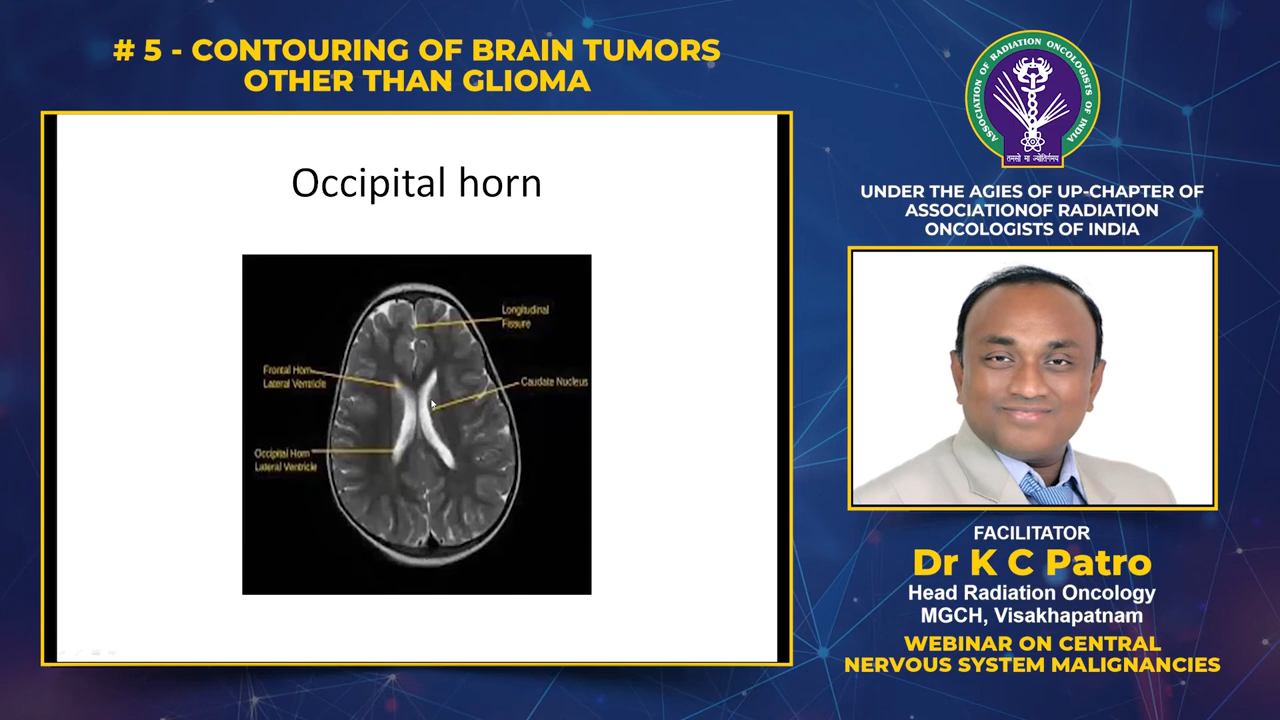 # 5 - CONTOURING OF BRAIN TUMORS
OTHER THAN GLIOMA
Occipital horn
Longitudinal
Fissure
Frontal Horn
Lateral Ventricle
Caudate Nucleus
Occipital Horn
Lateral Ventricle
ASSOCIATION OF RADIATION ONCOLOGISTS OF INDIA
तमसो मा ज्योतिर्गमय
UNDER THE AGIES OF UP-CHAPTER OF
ASSOCIATIONOF RADIATION
ONCOLOGISTS OF INDIA
FACILITATOR
Dr K C Patro
Head Radiation Oncology
MGCH, Visakhapatnam
WEBINAR ON CENTRAL
NERVOUS SYSTEM MALIGNANCIES